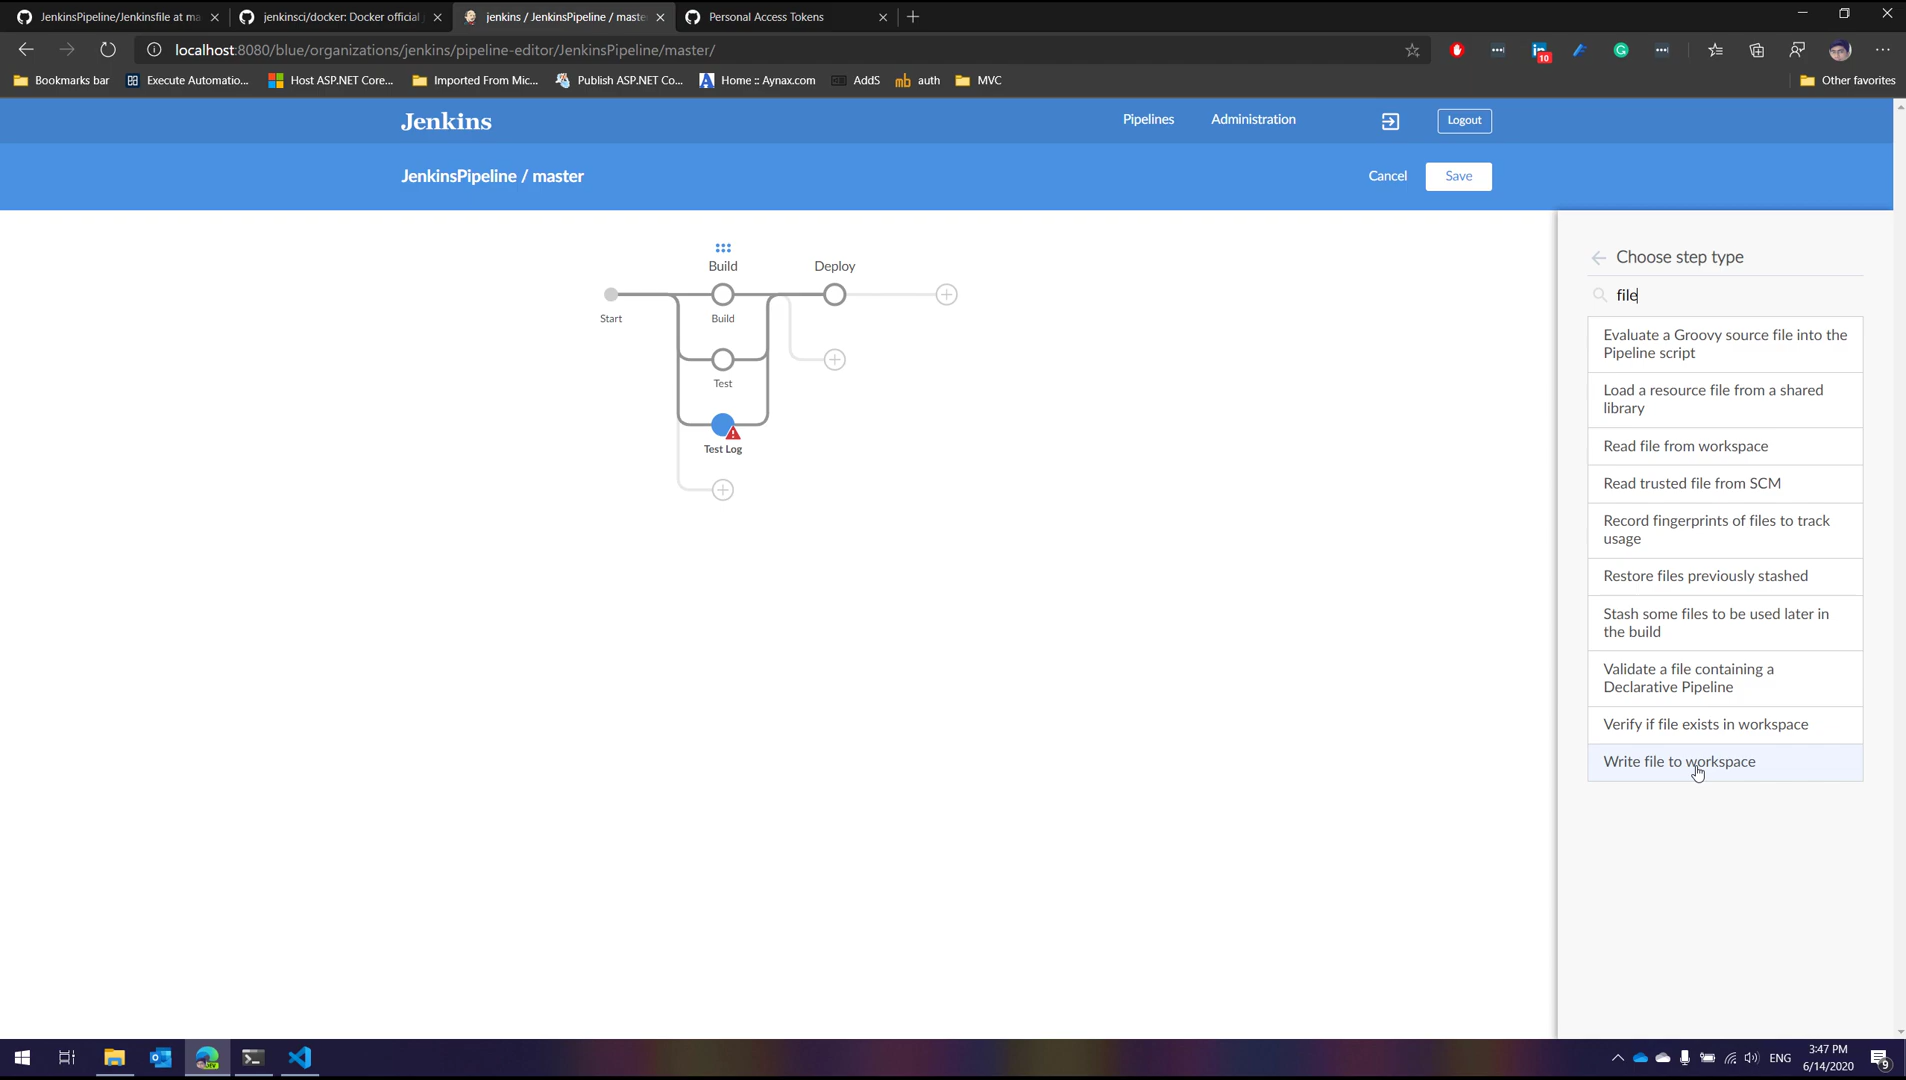 JenkinsPipeline/Jenkinsfile at ma
jenkinsci/docker: Docker official
jenkins / JenkinsPipeline / maste
Personal Access Tokens
localhost:8080/blue/organizations/jenkins/pipeline-editor/JenkinsPipeline/master/
10
Bookmarks bar
Execute Automatio...
Host ASP.NET Core...
Imported From Mic...
Publish ASP.NET Co...
Home :: Aynax.com
AddS
auth
MVC
Other favorites
Jenkins
Pipelines
Administration
Logout
JenkinsPipeline / master
Cancel
Save
Build
Deploy
Start
Build
Test
Test Log
Choose step type
file
Evaluate a Groovy source file into the
Pipeline script
Load a resource file from a shared
library
Read file from workspace
Read trusted file from SCM
Record fingerprints of files to track
usage
Restore files previously stashed
Stash some files to be used later in
the build
Validate a file containing a
Declarative Pipeline
Verify if file exists in workspace
Write file to workspace
ENG
3:47 PM
6/14/2020
9